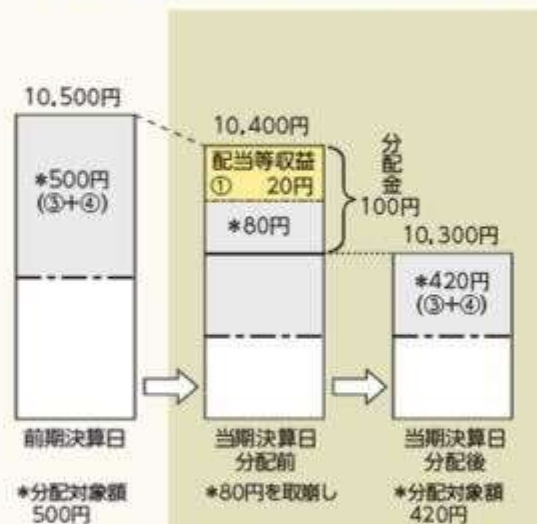 10,500円
*500円
(③+④)
前期決算日
*分配対象額
500円
10,400円
配当等収益
① 20円
*80円
分配金
100円
当期決算日
分配前
*80円を取崩し
10,300円
*420円
(③+④)
当期決算日
分配後
*分配対象額
420円